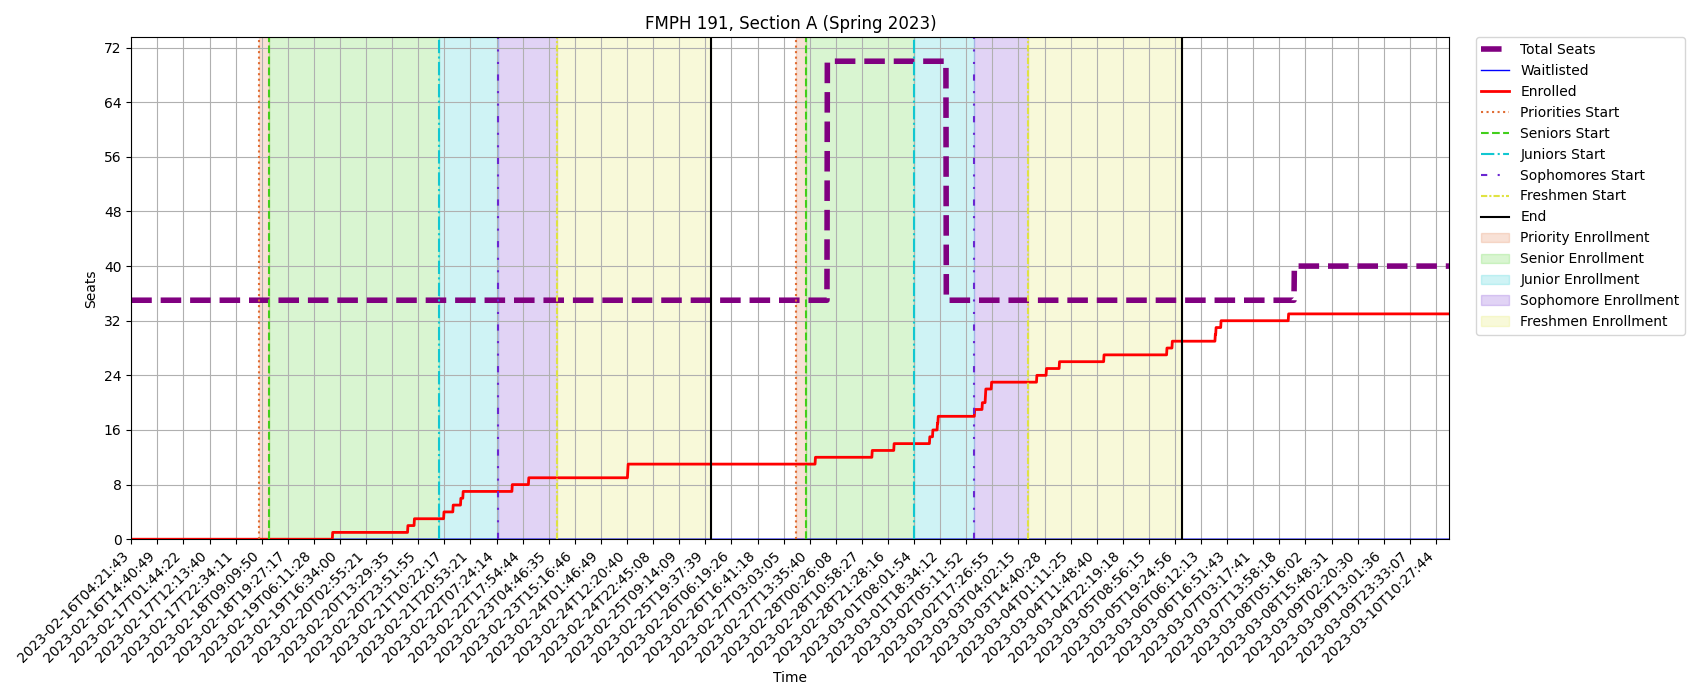 FMPH 191, Section A (Spring 2023)
Seats
72
64
56
48
40
32
24
16
8
0
2023-02-16T04:21:43
2023-02-16T14:40:49
2023-02-17T01:44:22
2023-02-17T12:13:40
2023-02-17T22:34:11
2023-02-18T09:09:50
2023-02-18T19:27:17
2023-02-19T06:11:28
2023-02-19T16:34:00
2023-02-20T02:55:21
2023-02-20T13:29:35
2023-02-20T23:51:55
2023-02-21T10:22:17
2023-02-21T20:53:21
2023-02-22T07:24:14
2023-02-22T17:54:44
2023-02-23T04:46:35
2023-02-23T15:16:46
2023-02-24T01:46:49
2023-02-24T12:20:40
2023-02-24T22:45:08
2023-02-25T09:14:09
2023-02-25T19:37:39
2023-02-26T06:19:26
2023-02-26T16:41:18
2023-02-27T03:03:05
2023-02-27T13:35:40
2023-02-28T00:26:08
2023-02-28T10:58:27
2023-02-28T21:28:16
2023-03-01T08:01:54
2023-03-01T18:34:12
2023-03-02T05:11:52
2023-03-02T17:26:55
2023-03-03T04:02:15
2023-03-03T14:40:28
2023-03-04T01:11:25
2023-03-04T11:48:40
2023-03-04T22:19:18
2023-03-05T08:56:15
2023-03-05T19:24:56
2023-03-06T06:12:13
2023-03-06T16:51:43
2023-03-07T03:17:41
2023-03-07T13:58:18
2023-03-08T05:16:02
2023-03-08T15:48:31
2023-03-09T02:20:30
2023-03-09T13:01:36
2023-03-09T23:33:07
2023-03-10T10:27:44
Time
Total Seats
Waitlisted
Enrolled
Priorities Start
Seniors Start
Juniors Start
Sophomores Start
Freshmen Start
End
Priority Enrollment
Senior Enrollment
Junior Enrollment
Sophomore Enrollment
Freshmen Enrollment